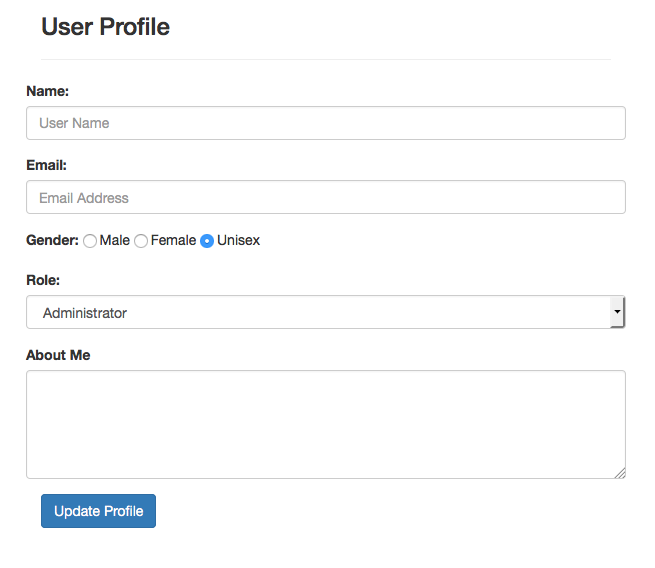 User Profile
Name:
User Name
Email:
Email Address
Gender: Male Female Unisex
Role:
Administrator
About Me
Update Profile